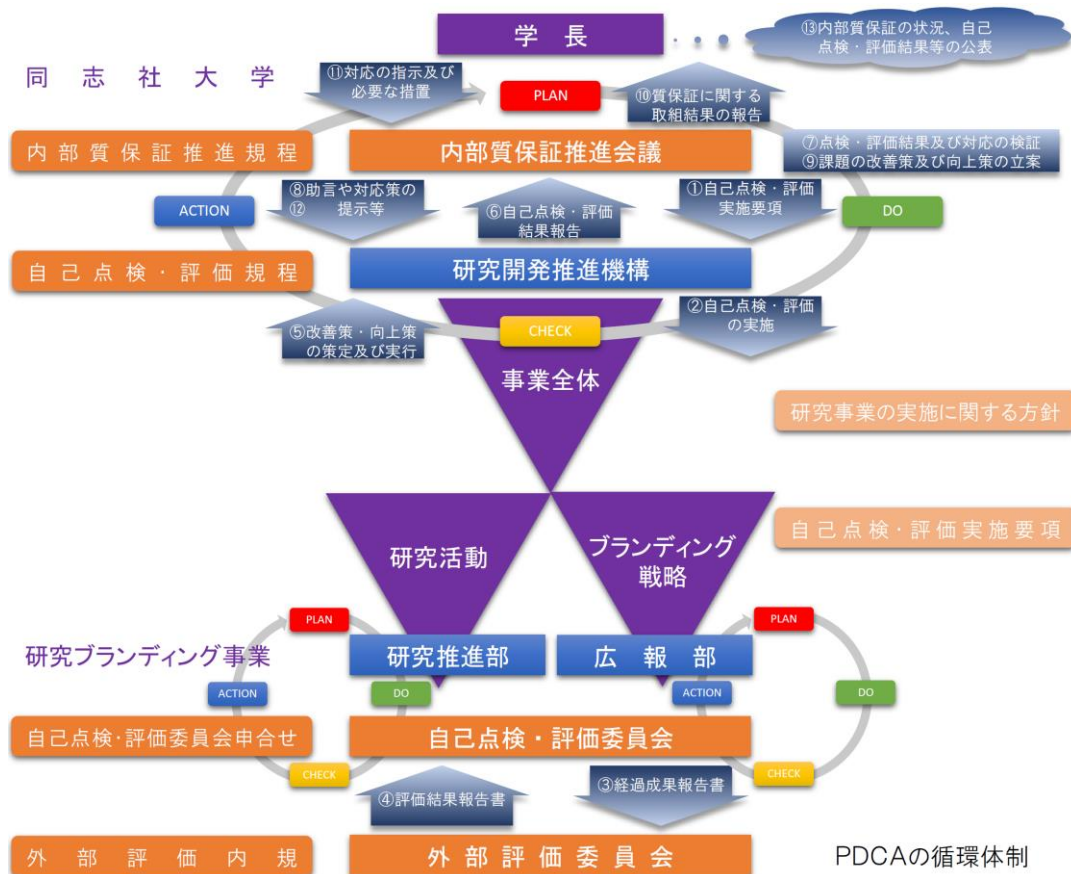 学長
⑬内部質保証の状況、自己
点検・評価結果等の公表
同志社大学
⑪対応の指示及び
必要な措置
PLAN
⑩質保証に関する
取組結果の報告
内部質保証推進規程
内部質保証推進会議
⑦点検・評価結果及び対応の検証
⑨課題の改善策及び向上策の立案
ACTION
⑧助言や対応策の
⑫ 提示等
⑥自己点検・評価
結果報告
①自己点検・評価
実施要項
DO
自己点検・評価規程
研究開発推進機構
⑤改善策・向上策
の策定及び実行
CHECK
②自己点検・評価
の実施
事業全体
研究事業の実施に関する方針
研究活動
ブランディング
戦略
自己点検・評価実施要項
PLAN
PLAN
研究ブランディング事業
研究推進部
広報部
ACTION
DO
ACTION
DO
自己点検・評価委員会申合せ
自己点検・評価委員会
CHECK
CHECK
④評価結果報告書
③経過成果報告書
外部評価内規
外部評価委員会
PDCAの循環体制